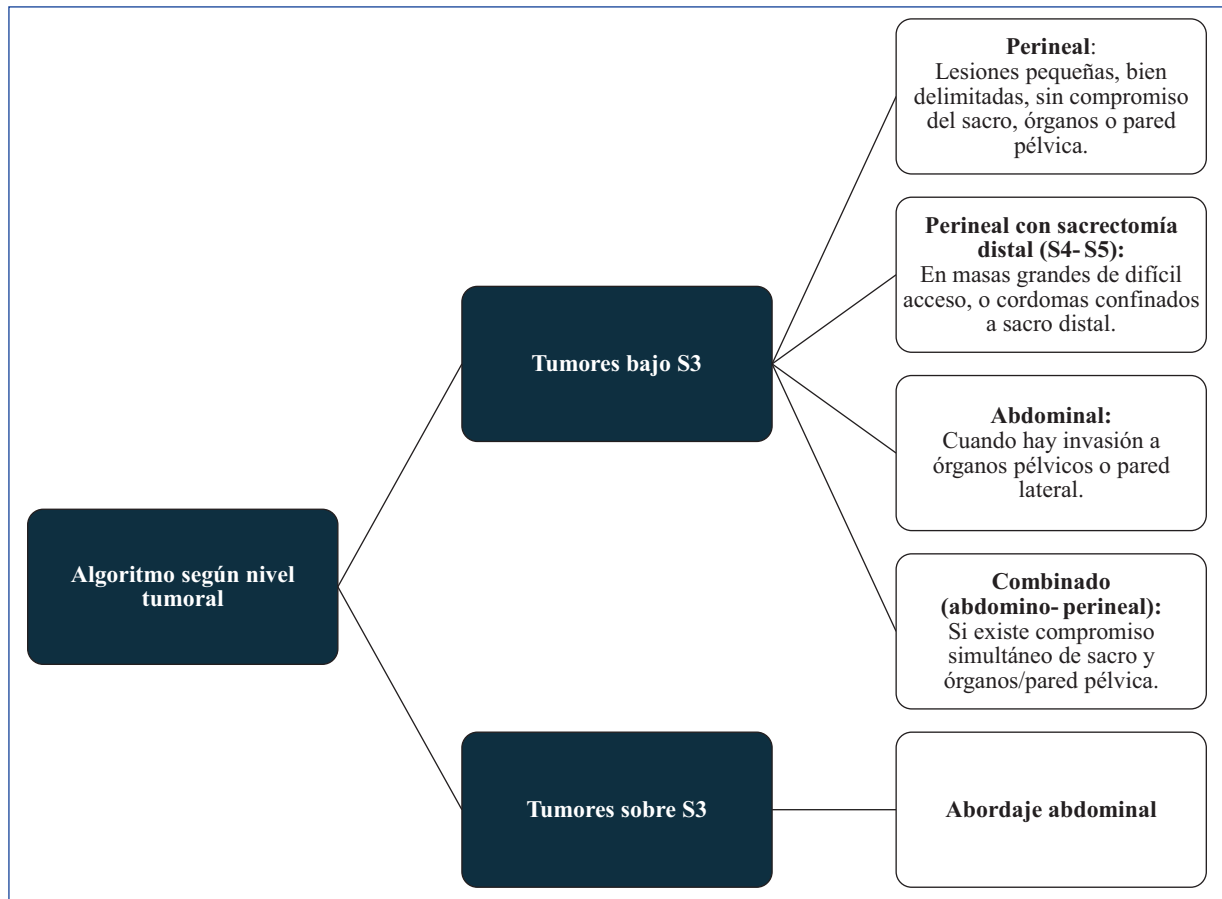 Algoritmo según nivel
tumoral
Tumores bajo S3
Perineal:
Lesiones pequeñas, bien
delimitadas, sin compromiso
del sacro, órganos o pared
pélvica.
Perineal con sacrectomía
distal (S4- S5):
En masas grandes de difícil
acceso, o cordomas confinados
a sacro distal.
Abdominal:
Cuando hay invasión a
órganos pélvicos o pared
lateral.
Combinado
(abdomino- perineal):
Si existe compromiso
simultáneo de sacro y
órganos/pared pélvica.
Tumores sobre S3
Abordaje abdominal